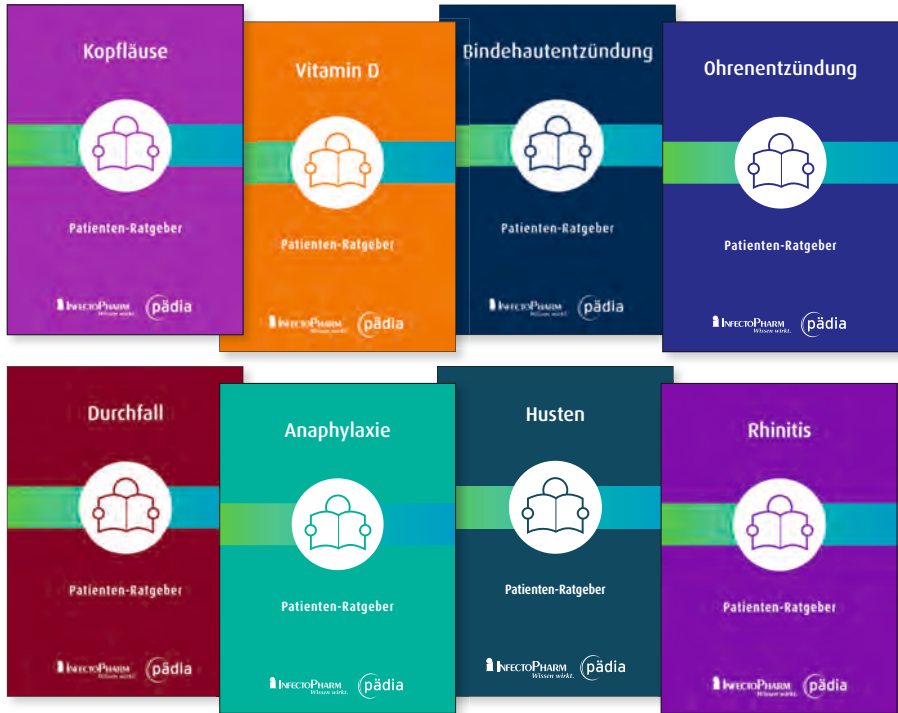 Kopfläuse
Patienten-Ratgeber
INFECTOPHARM
Wissen wirkt.
pädia
Vitamin D
Patienten-Ratgeber
INFECTOPHARM
Wissen wirkt.
pädia
Bindehautentzündung
Patienten-Ratgeber
INFECTOPHARM
Wissen wirkt.
pädia
Ohrenentzündung
Patienten-Ratgeber
INFECTOPHARM
Wissen wirkt.
pädia
Durchfall
Patienten-Ratgeber
INFECTOPHARM
Wissen wirkt.
pädia
Anaphylaxie
Patienten-Ratgeber
INFECTOPHARM
Wissen wirkt.
pädia
Husten
Patienten-Ratgeber
INFECTOPHARM
Wissen wirkt.
pädia
Rhinitis
Patienten-Ratgeber
INFECTOPHARM
Wissen wirkt.
pädia